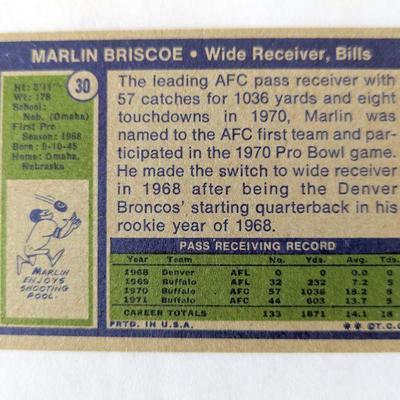 MARLIN BRISCOE • Wide Receiver, Bills
30
Ht: 5'11"
Wt: 178
School:
Neb. (Omaha)
First Pro
Season: 1968
Born: 9-10-45
Home: Omaha,
Nebraska
MARLIN
ENJOYS
SHOOTING
POOL.
The leading AFC pass receiver with
57 catches for 1036 yards and eight
touchdowns in 1970, Marlin was
named to the AFC first team and par-
ticipated in the 1970 Pro Bowl game.
He made the switch to wide receiver
in 1968 after being the Denver
Broncos' starting quarterback in his
rookie year of 1968.
PASS RECEIVING RECORD
Year Team No. Yds. Avg. Tds.
1968 Denver AFL 0 0 0.0 0
1969 Buffalo AFL 32 232 7.2 5
1970 Buffalo AFC 57 1036 18.2 8
1971 Buffalo AFC 44 603 13.7 5
CAREER TOTALS 133 1871 14.1 18
PRTD. IN U.S.A. ©T.C.G.